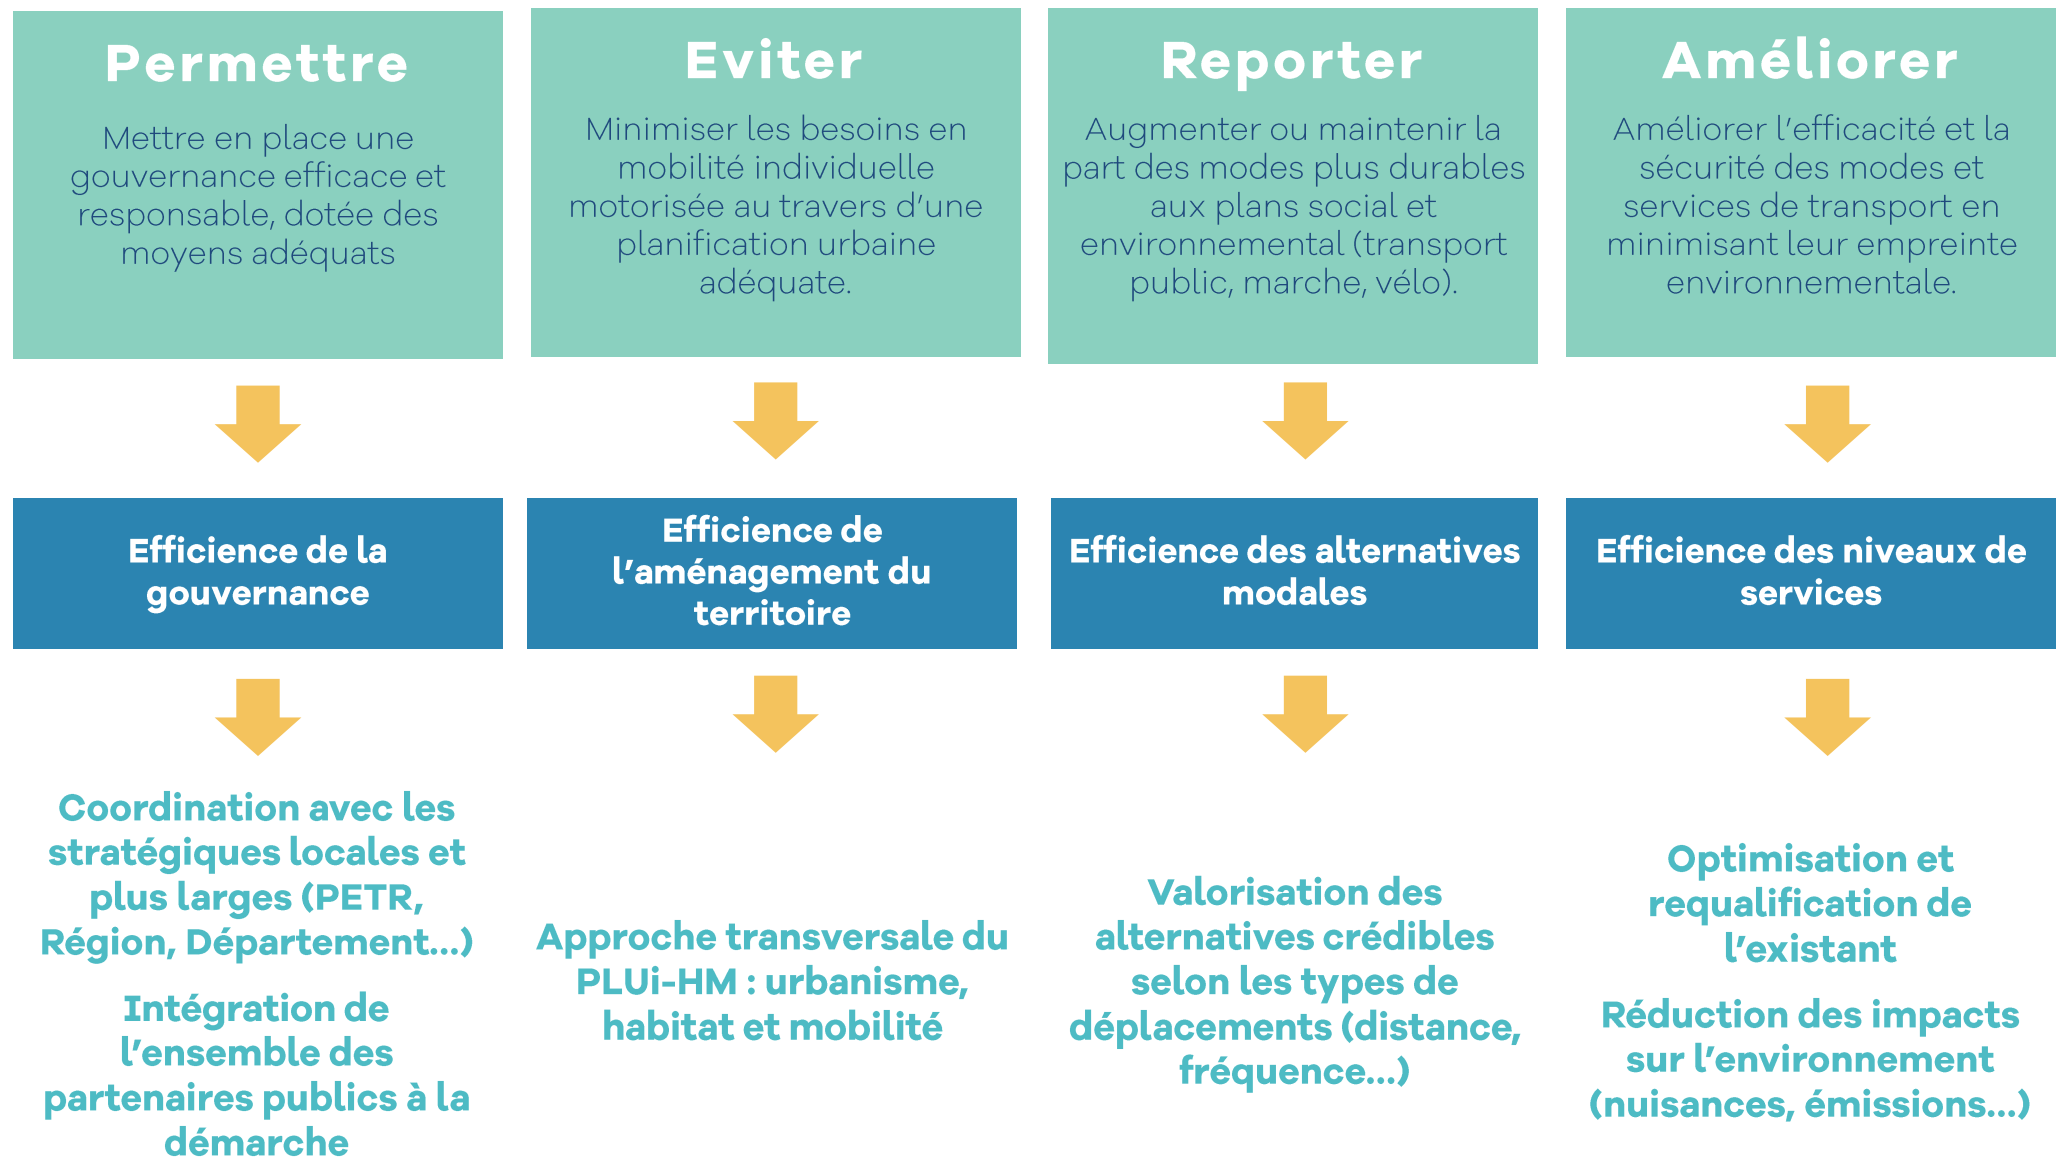 Permettre
Mettre en place une
gouvernance efficace et
responsable, dotée des
moyens adéquats
Eviter
Minimiser les besoins en
mobilité individuelle
motorisée au travers d’une
planification urbaine
adéquate.
Reporter
Augmenter ou maintenir la
part des modes plus durables
aux plans social et
environnemental (transport
public, marche, vélo).
Améliorer
Améliorer l’efficacité et la
sécurité des modes et
services de transport en
minimisant leur empreinte
environnementale.
Efficience de la
gouvernance
Efficience de
l’aménagement du
territoire
Efficience des alternatives
modales
Efficience des niveaux de
services
Coordination avec les
stratégiques locales et
plus larges (PETR,
Région, Département...)
Intégration de
l’ensemble des
partenaires publics à la
démarche
Approche transversale du
PLUi-HM : urbanisme,
habitat et mobilité
Valorisation des
alternatives crédibles
selon les types de
déplacements (distance,
fréquence...)
Optimisation et
requalification de
l’existant
Réduction des impacts
sur l’environnement
(nuisances, émissions...)